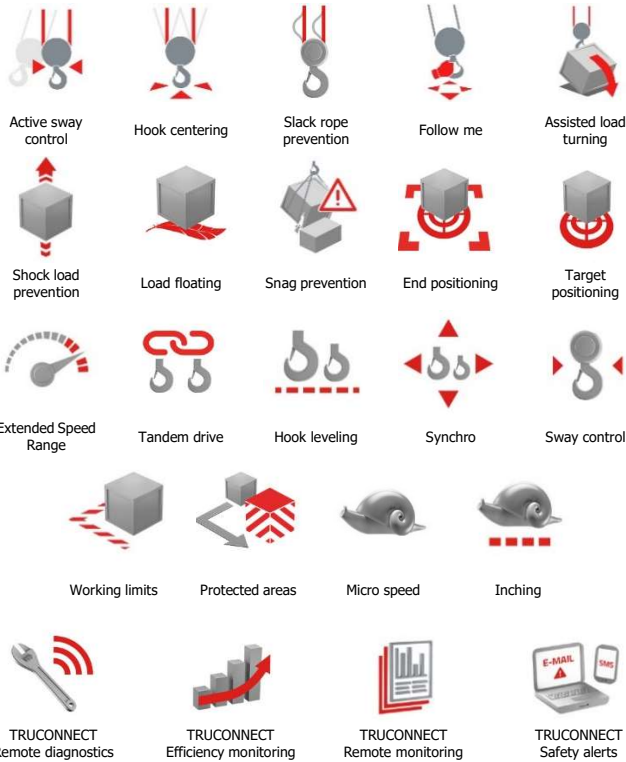 Active sway
control
Hook centering
Slack rope
prevention
Follow me
Assisted load
turning
Shock load
prevention
Load floating
Snag prevention
End positioning
Target
positioning
Extended Speed
Range
Tandem drive
Hook leveling
Synchro
Sway control
Working limits
Protected areas
Micro speed
Inching
E-MAIL
SMS
TRUCONNECT
Remote diagnostics
TRUCONNECT
Efficiency monitoring
TRUCONNECT
Remote monitoring
TRUCONNECT
Safety alerts